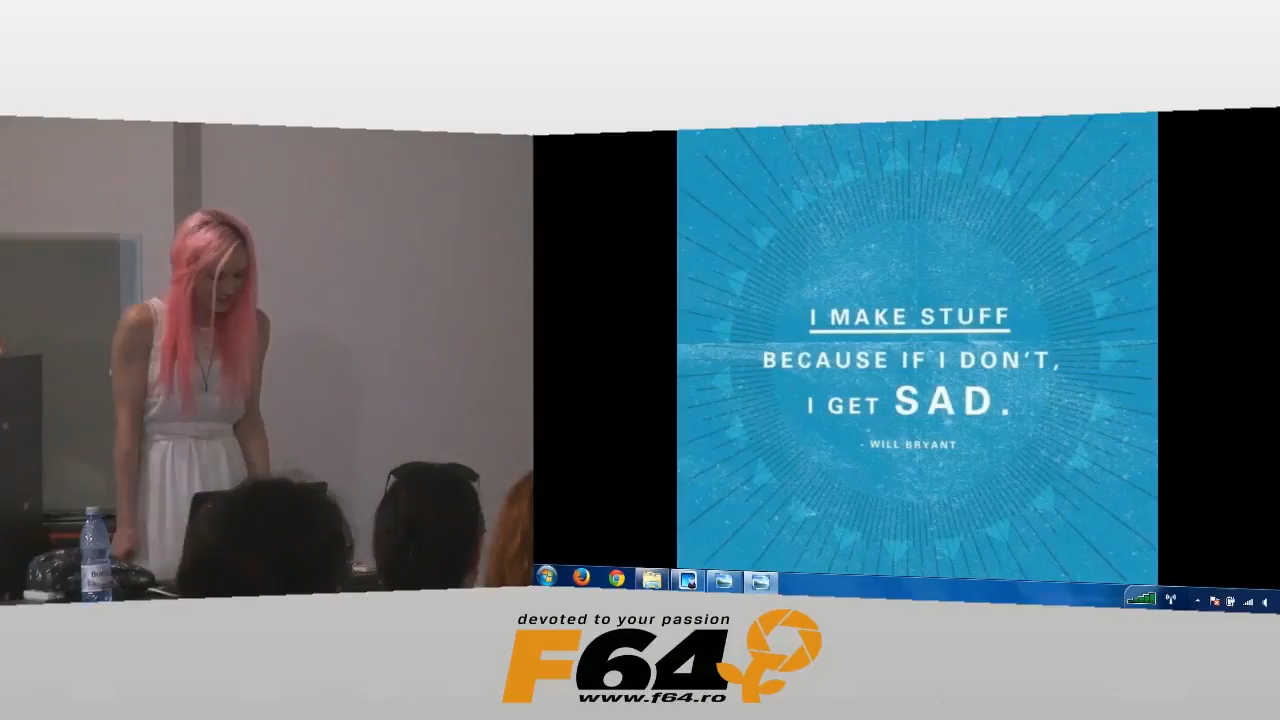 I MAKE STUFF
BECAUSE IF I DON'T,
I GET SAD.
- WILL BRYANT
devoted to your passion
F64
www.f64.ro